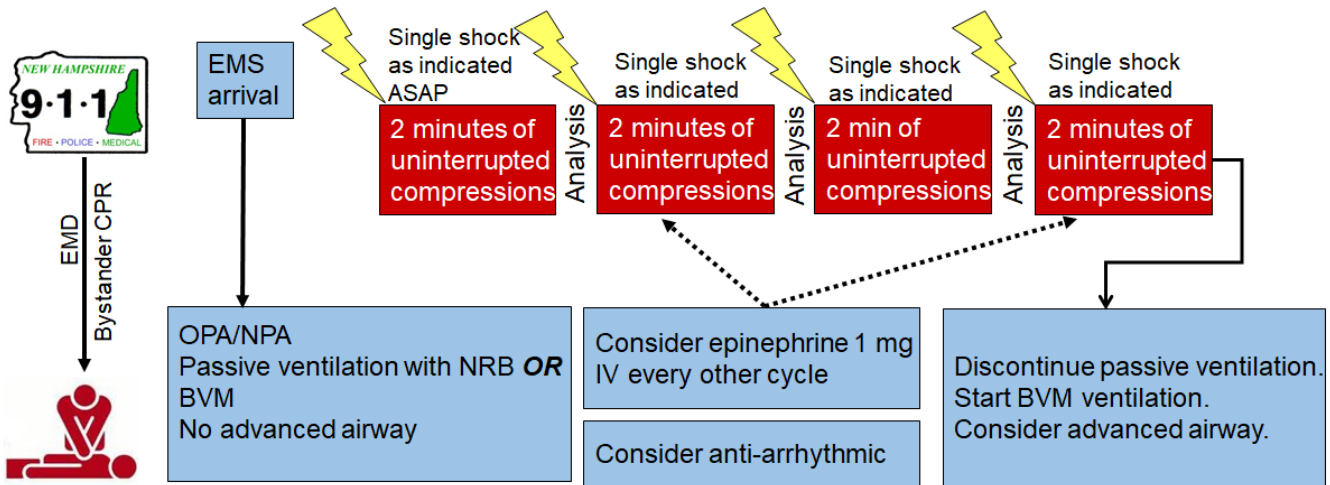 NEW HAMPSHIRE
9·1·1
FIRE • POLICE • MEDICAL
EMD
Bystander CPR
EMS
arrival
Single shock
as indicated
ASAP
2 minutes of
uninterrupted
compressions
Analysis
Single shock
as indicated
2 minutes of
uninterrupted
compressions
Analysis
Single shock
as indicated
2 min of
uninterrupted
compressions
Analysis
Single shock
as indicated
2 minutes of
uninterrupted
compressions
OPA/NPA
Passive ventilation with NRB OR
BVM
No advanced airway
Consider epinephrine 1 mg
IV every other cycle
Consider anti-arrhythmic
Discontinue passive ventilation.
Start BVM ventilation.
Consider advanced airway.